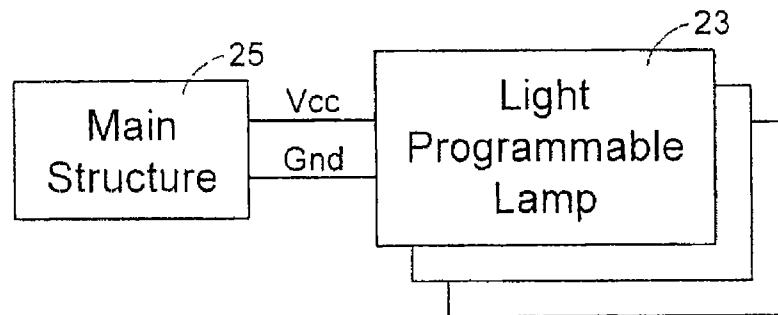 25
Main
Structure
Vcc
Gnd
23
Light
Programmable
Lamp